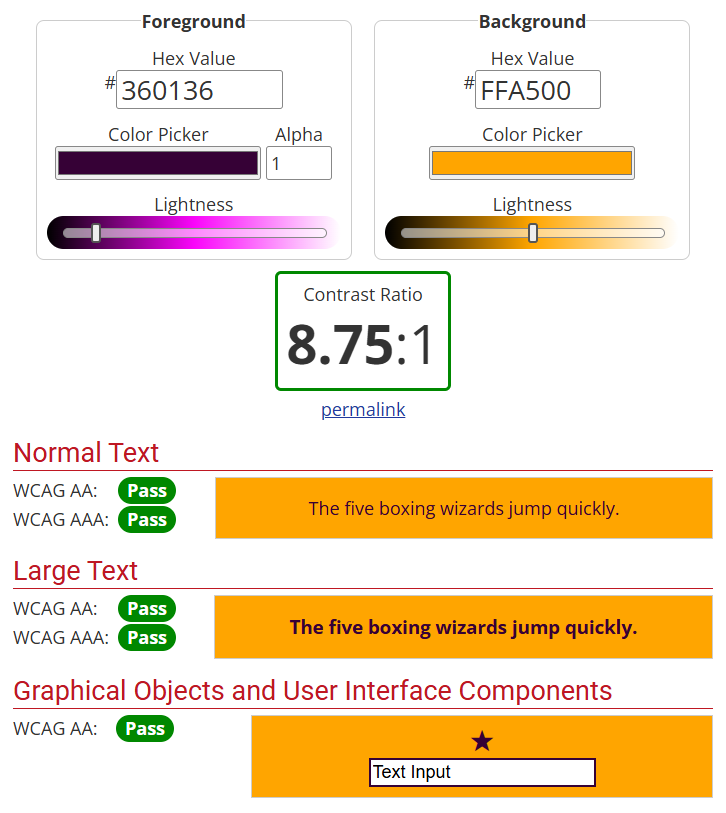 Foreground
Hex Value
#360136
Color Picker Alpha
1
Lightness
Background
Hex Value
#FFA500
Color Picker
Lightness
Contrast Ratio
8.75:1
permalink
Normal Text
WCAG AA: Pass
WCAG AAA: Pass
The five boxing wizards jump quickly.
Large Text
WCAG AA: Pass
WCAG AAA: Pass
The five boxing wizards jump quickly.
Graphical Objects and User Interface Components
WCAG AA: Pass
Text Input